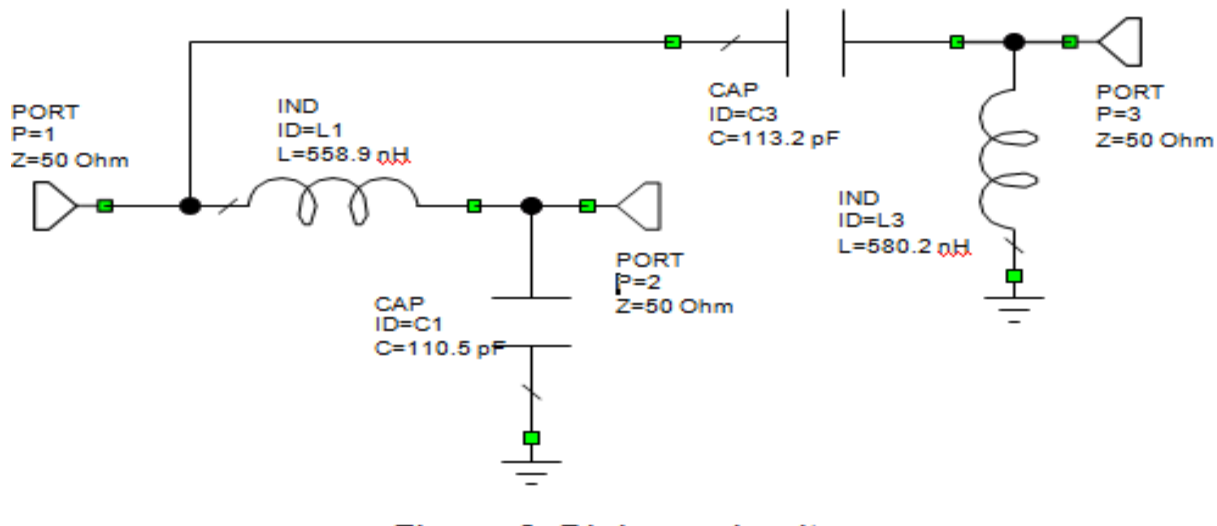 CAP
ID=C3
C=113.2 pF
PORT
P=3
Z=50 Ohm
PORT
P=1
Z=50 Ohm
IND
ID=L1
L=558.9 nH
IND
ID=L3
L=580.2 nH
PORT
P=2
Z=50 Ohm
CAP
ID=C1
C=110.5 pF